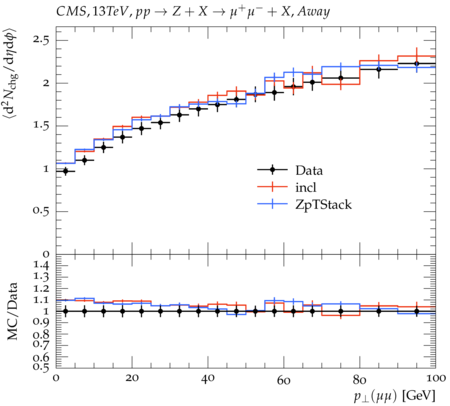 CMS, 13TeV, pp → Z + X → μ⁺μ⁻ + X, Away
⟨d²N_chg/dηdϕ⟩
2.5
2
1.5
1
0.5
0
Data
incl
ZpTStack
MC/Data
1.4
1.3
1.2
1.1
1
0.9
0.8
0.7
0.6
0.5
0 20 40 60 80 100
p⊥(μμ) [GeV]